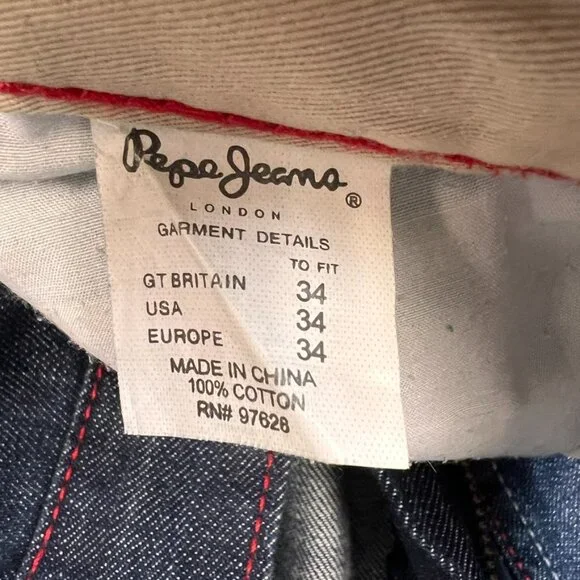 Pepe Jeans®
LONDON
GARMENT DETAILS
TO FIT
GT BRITAIN 34
USA 34
EUROPE 34
MADE IN CHINA
100% COTTON
RN# 97628